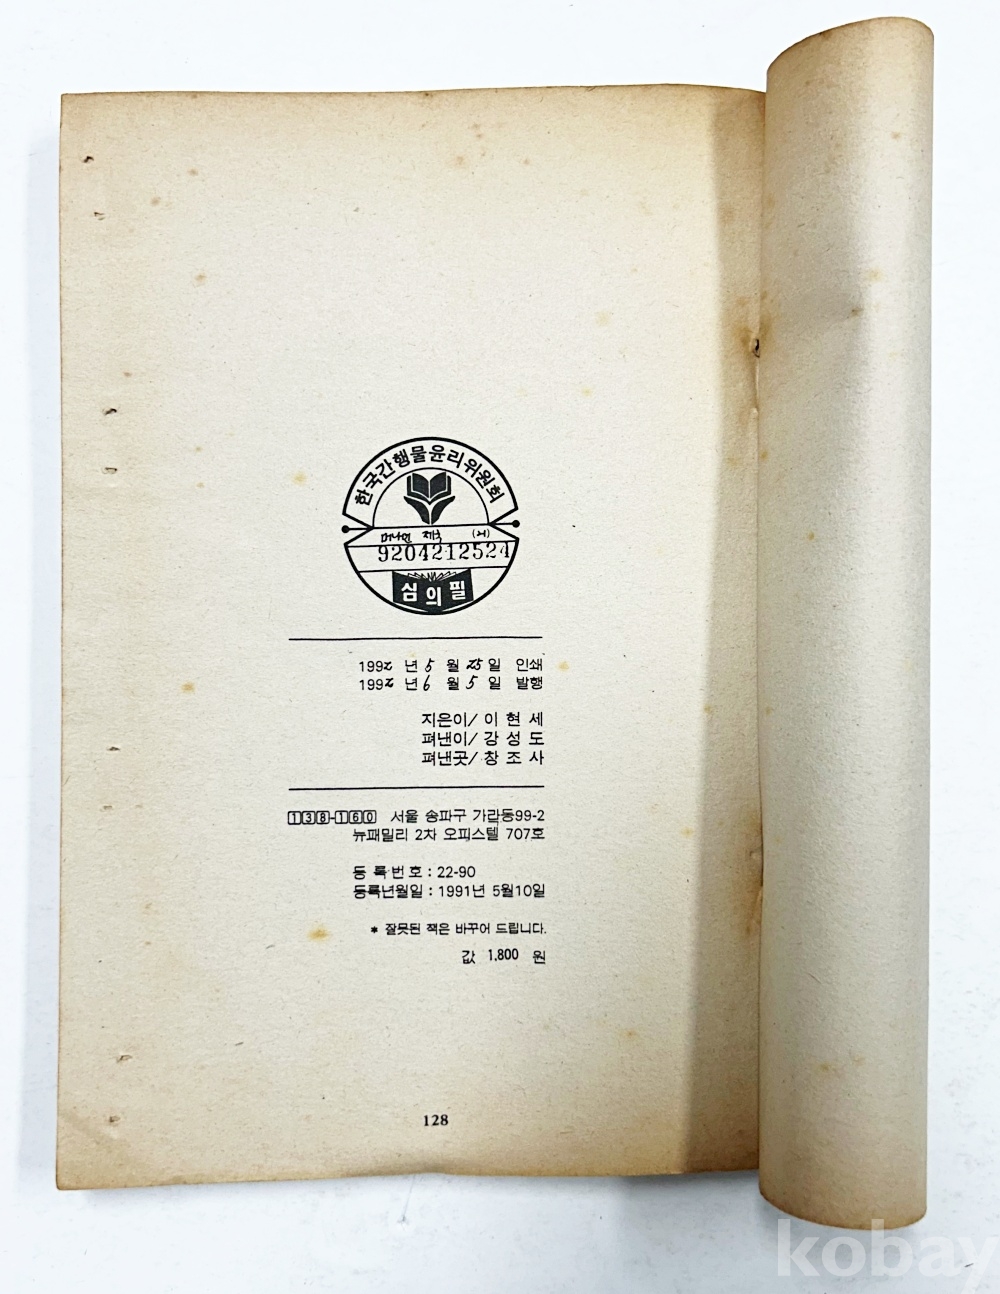 한국간행물윤리위원회
9204212524
심의필
1992 년 5 월 25 일 인쇄
1992 년 6 월 5 일 발행
지은이/ 이 현 세
펴낸이/ 강 성 도
펴낸곳/ 창 조 사
138-160 서울 송파구 가락동99-2
뉴패밀리 2차 오피스텔 707호
등 록 번 호 : 22-90
등록년월일 : 1991년 5월10일
* 잘못된 책은 바꾸어 드립니다.
값 1,800 원
128
kobay